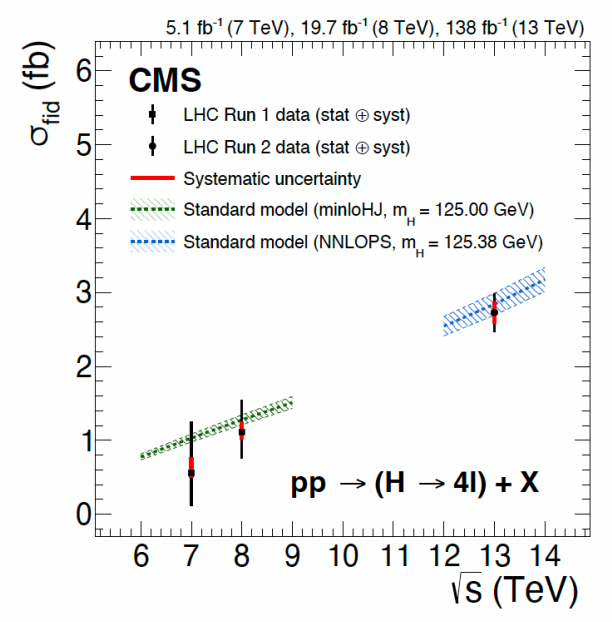 5.1 fb⁻¹ (7 TeV), 19.7 fb⁻¹ (8 TeV), 138 fb⁻¹ (13 TeV)
CMS
LHC Run 1 data (stat ⊕ syst)
LHC Run 2 data (stat ⊕ syst)
Systematic uncertainty
Standard model (minloHJ, m_H = 125.00 GeV)
Standard model (NNLOPS, m_H = 125.38 GeV)
σ_fid (fb)
6
5
4
3
2
1
0
pp → (H → 4l) + X
6 7 8 9 10 11 12 13 14
√s (TeV)